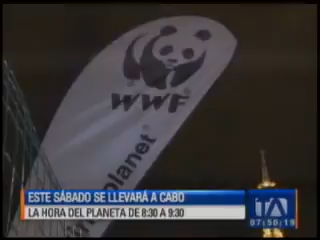 WWF
planet
ESTE SÁBADO SE LLEVARÁ A CABO
LA HORA DEL PLANETA DE 8:30 A 9:30
07:50:19